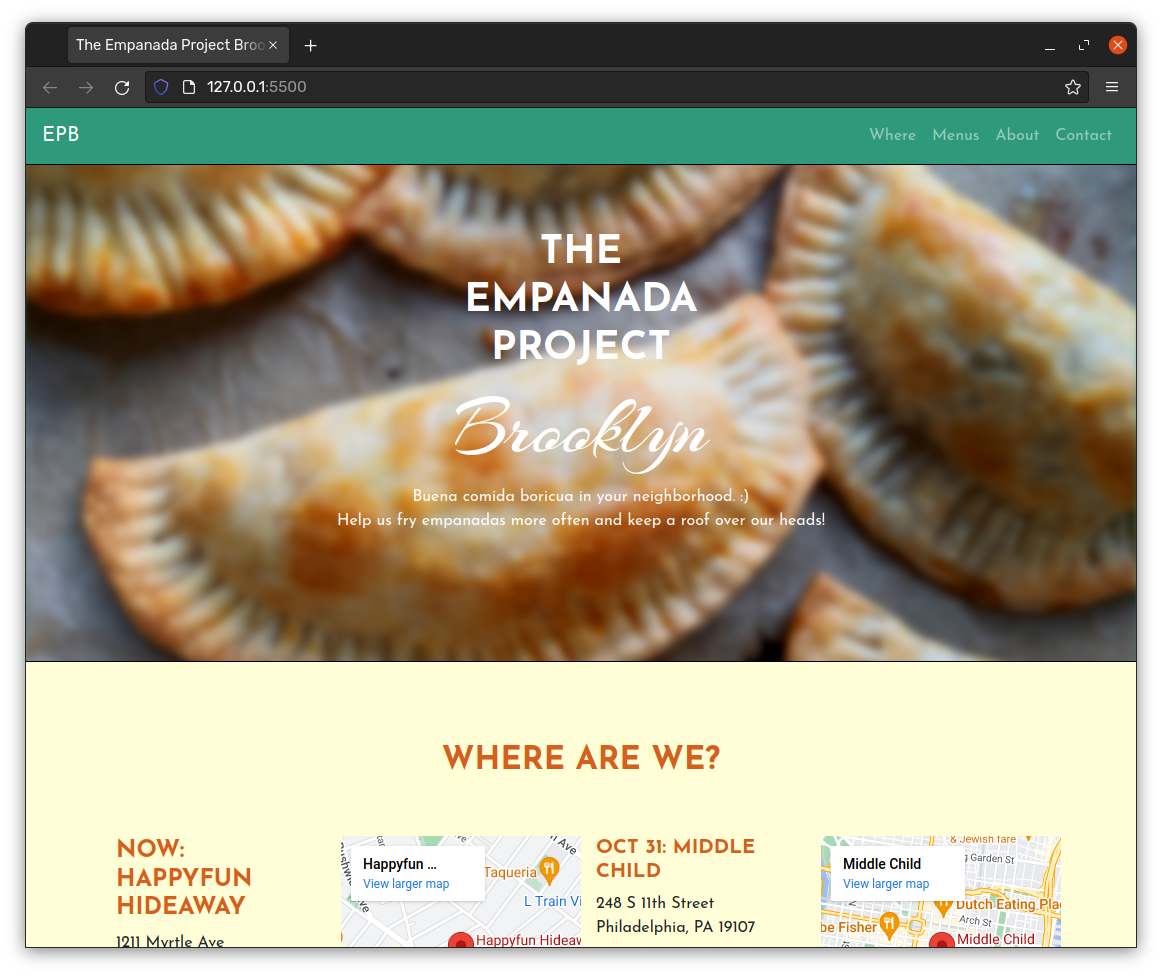 The Empanada Project Broo
127.0.0.1:5500
EPB
Where Menus About Contact
THE
EMPANADA
PROJECT
Brooklyn
Buena comida boricua in your neighborhood. :)
Help us fry empanadas more often and keep a roof over our heads!
WHERE ARE WE?
NOW:
HAPPYFUN
HIDEAWAY
1211 Myrtle Ave
Happyfun ...
View larger map
Taqueria
L Train Vi
Happyfun Hideaw
OCT 31: MIDDLE
CHILD
248 S 11th Street
Philadelphia, PA 19107
& Jewish fare
g Garden St
Middle Child
View larger map
Dutch Eating Plac
Arch St
be Fisher
Middle Child